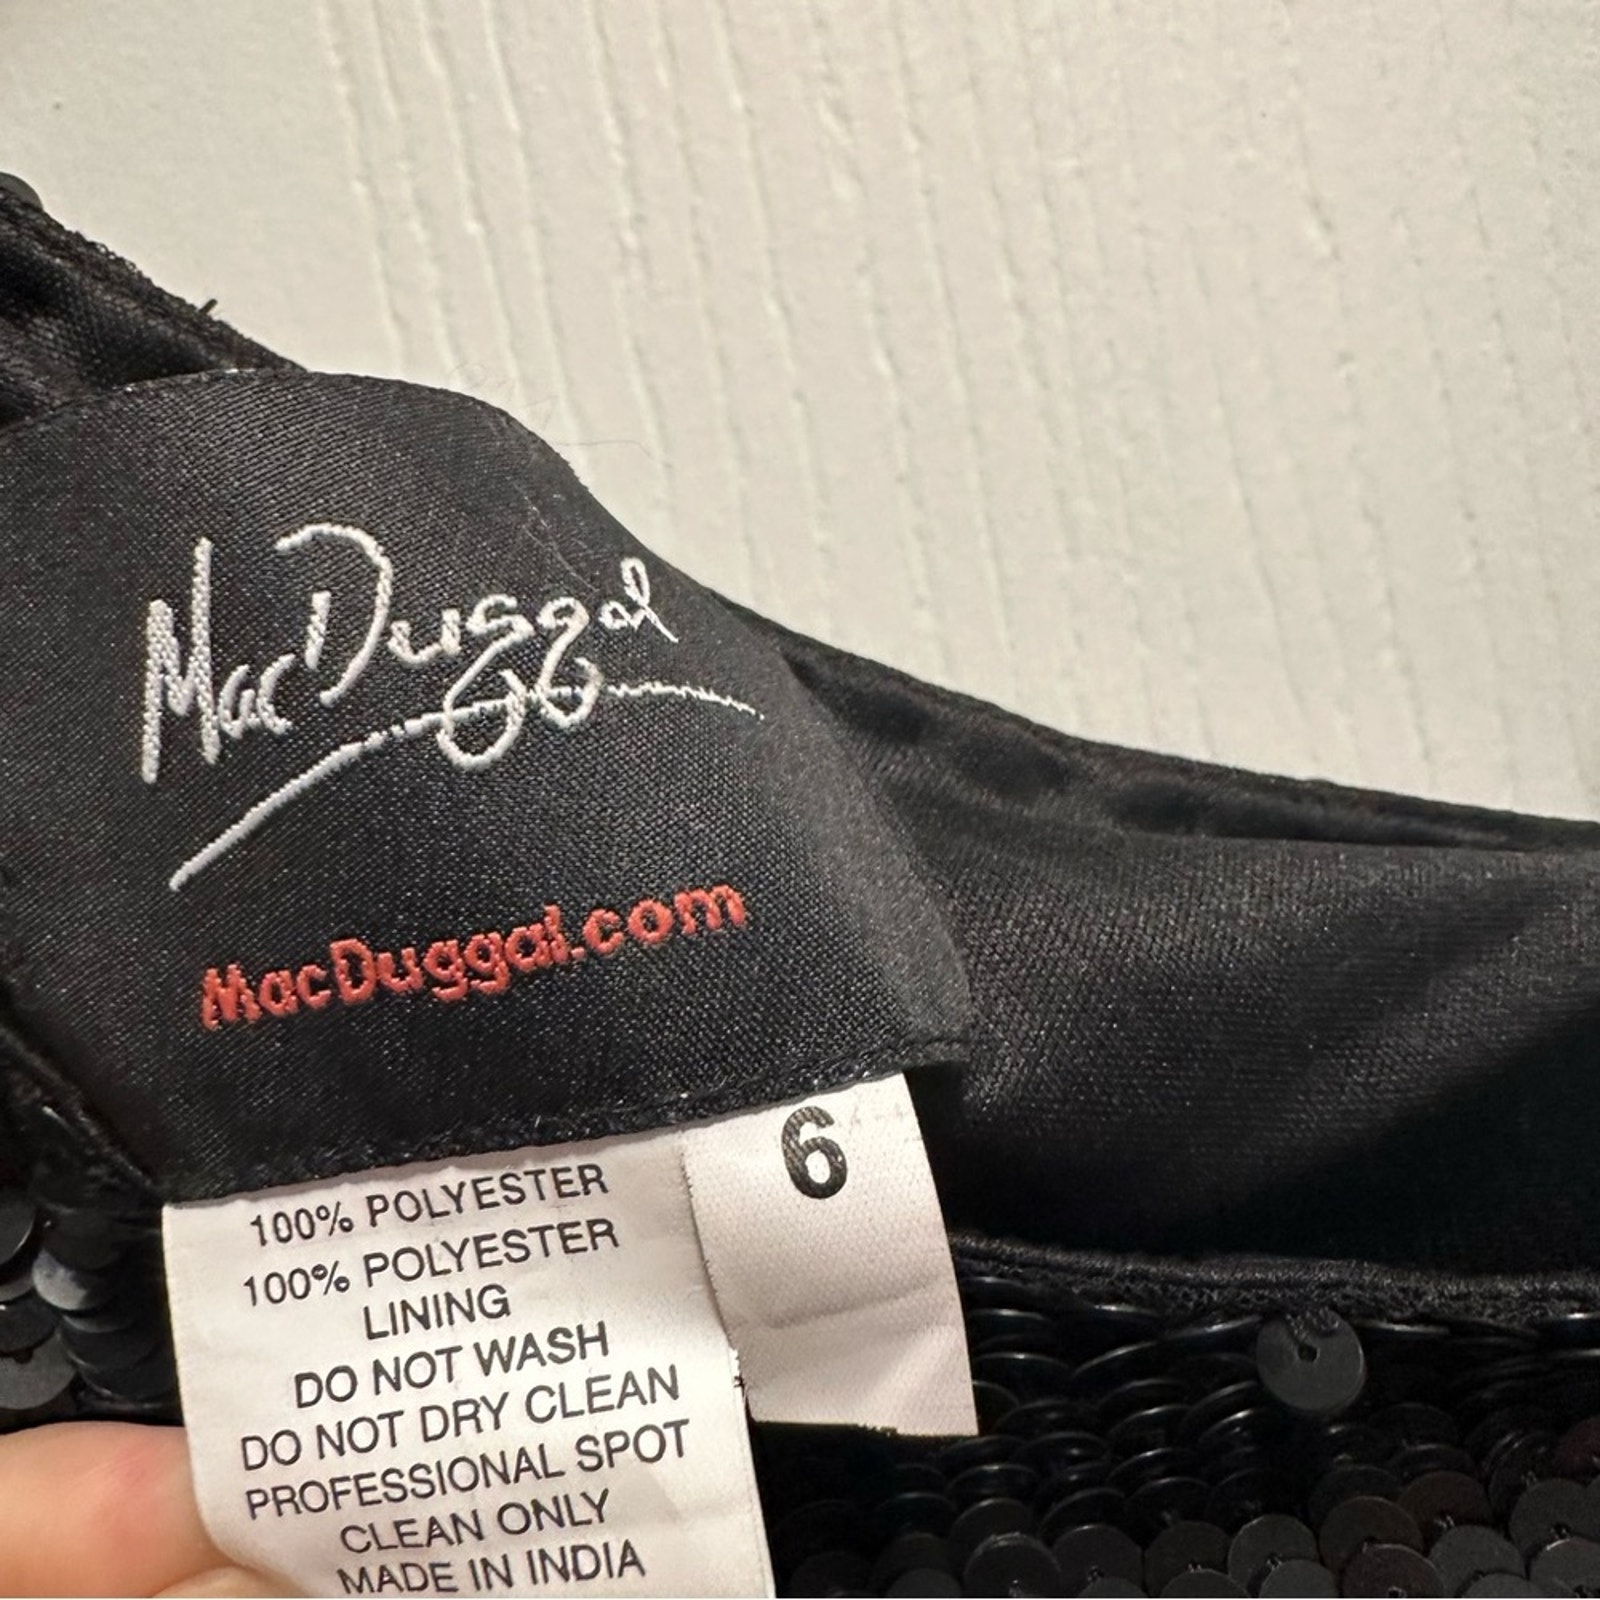 MacDuggal
MacDuggal.com
6
100% POLYESTER
100% POLYESTER
LINING
DO NOT WASH
DO NOT DRY CLEAN
PROFESSIONAL SPOT
CLEAN ONLY
MADE IN INDIA